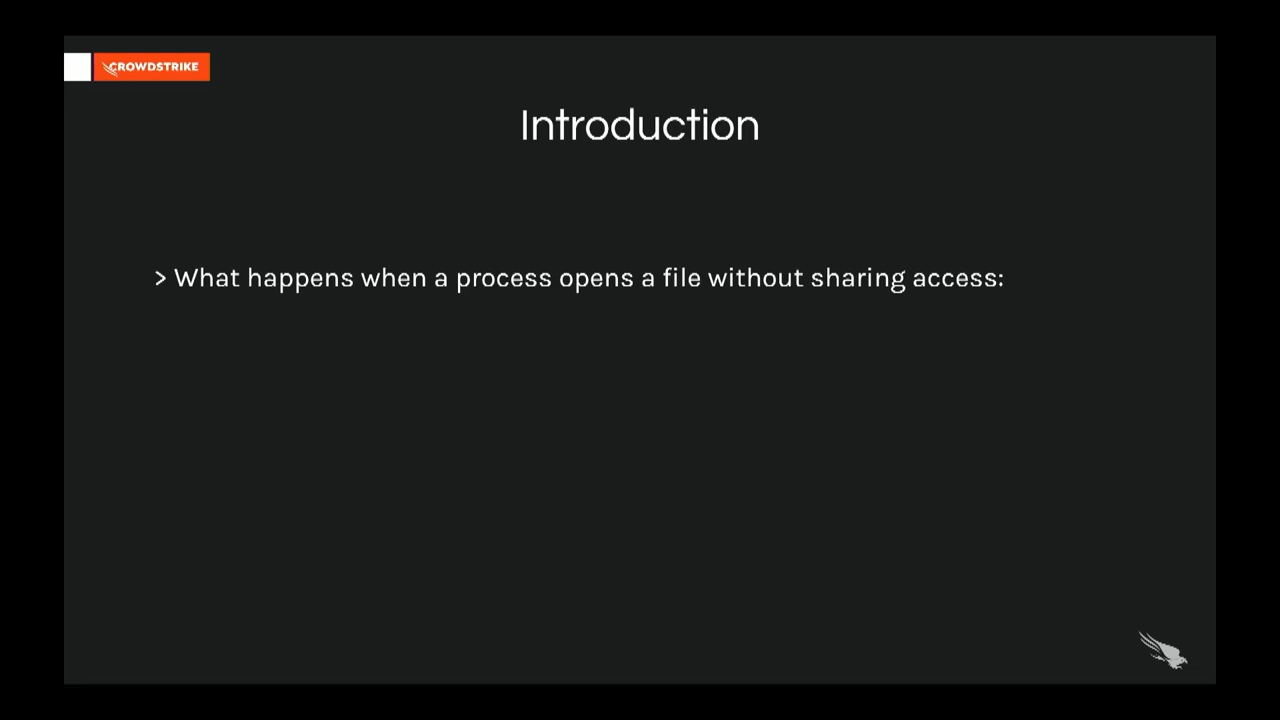 CROWDSTRIKE
Introduction
> What happens when a process opens a file without sharing access: